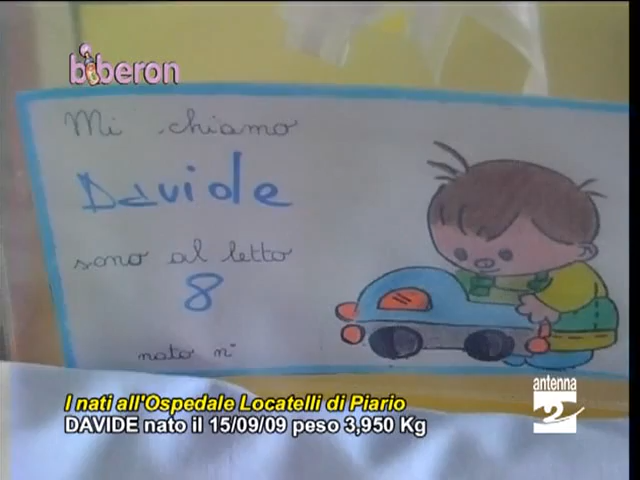 biberon
Mi chiamo
Davide
sono al letto
8
nato n°
I nati all'Ospedale Locatelli di Piario
DAVIDE nato il 15/09/09 peso 3,950 Kg
antenna
2